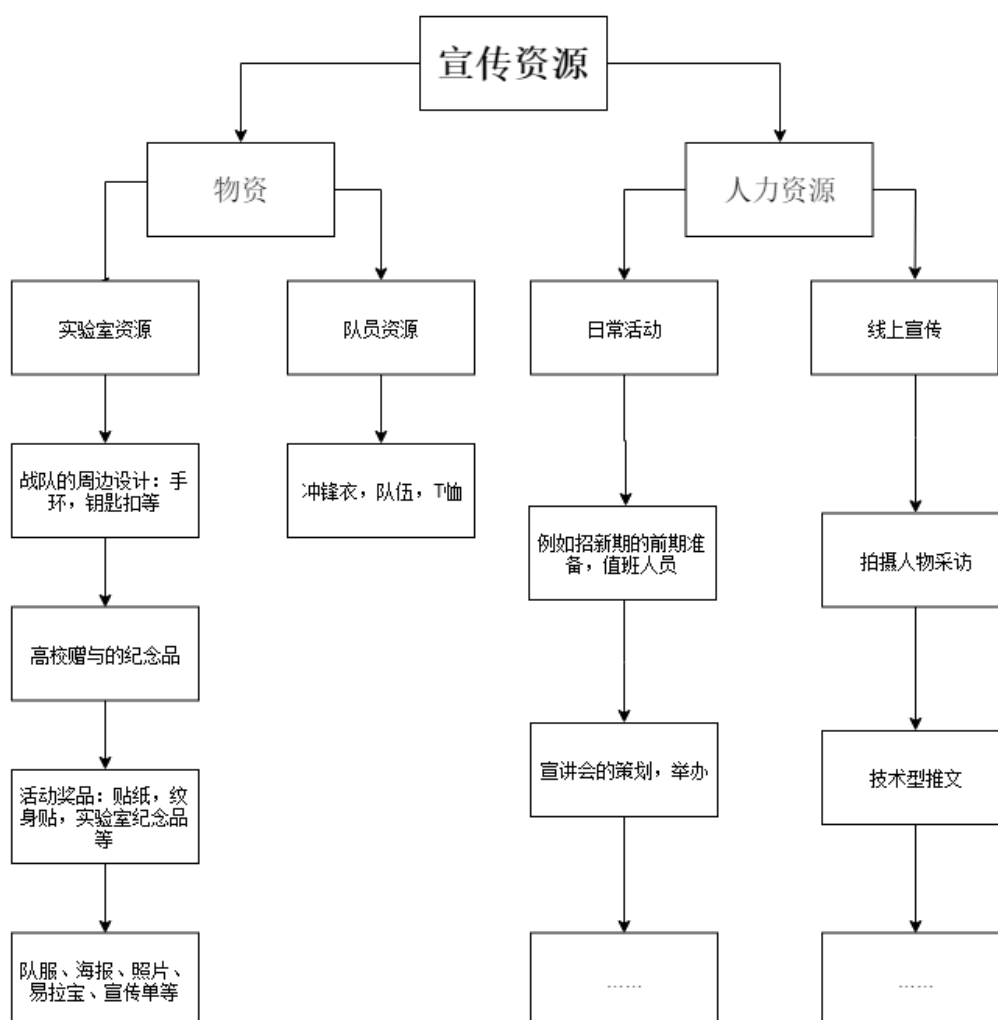 宣传资源
物资
人力资源
实验室资源
队员资源
日常活动
线上宣传
战队的周边设计：手
环，钥匙扣等
冲锋衣，队伍，T恤
例如招新期的前期准
备，值班人员
拍摄人物采访
高校赠与的纪念品
宣讲会的策划，举办
技术型推文
活动奖品：贴纸，纹
身贴，实验室纪念品
等
队服、海报、照片、
易拉宝、宣传单等
……
……